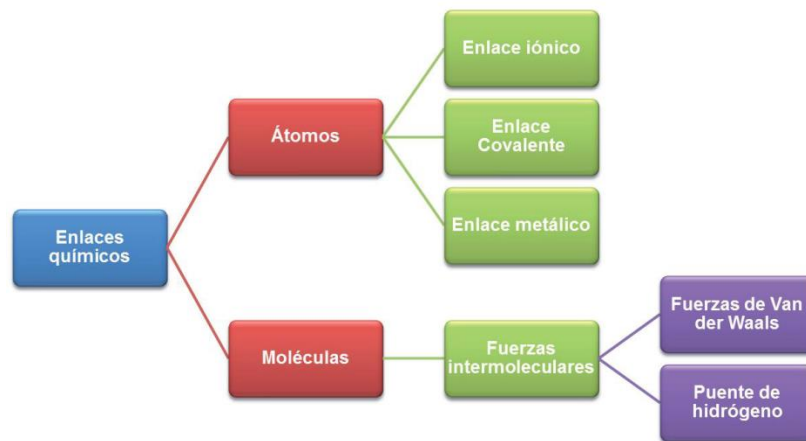 Enlaces
químicos
Átomos
Enlace iónico
Enlace
Covalente
Enlace metálico
Moléculas
Fuerzas
intermoleculares
Fuerzas de Van
der Waals
Puente de
hidrógeno